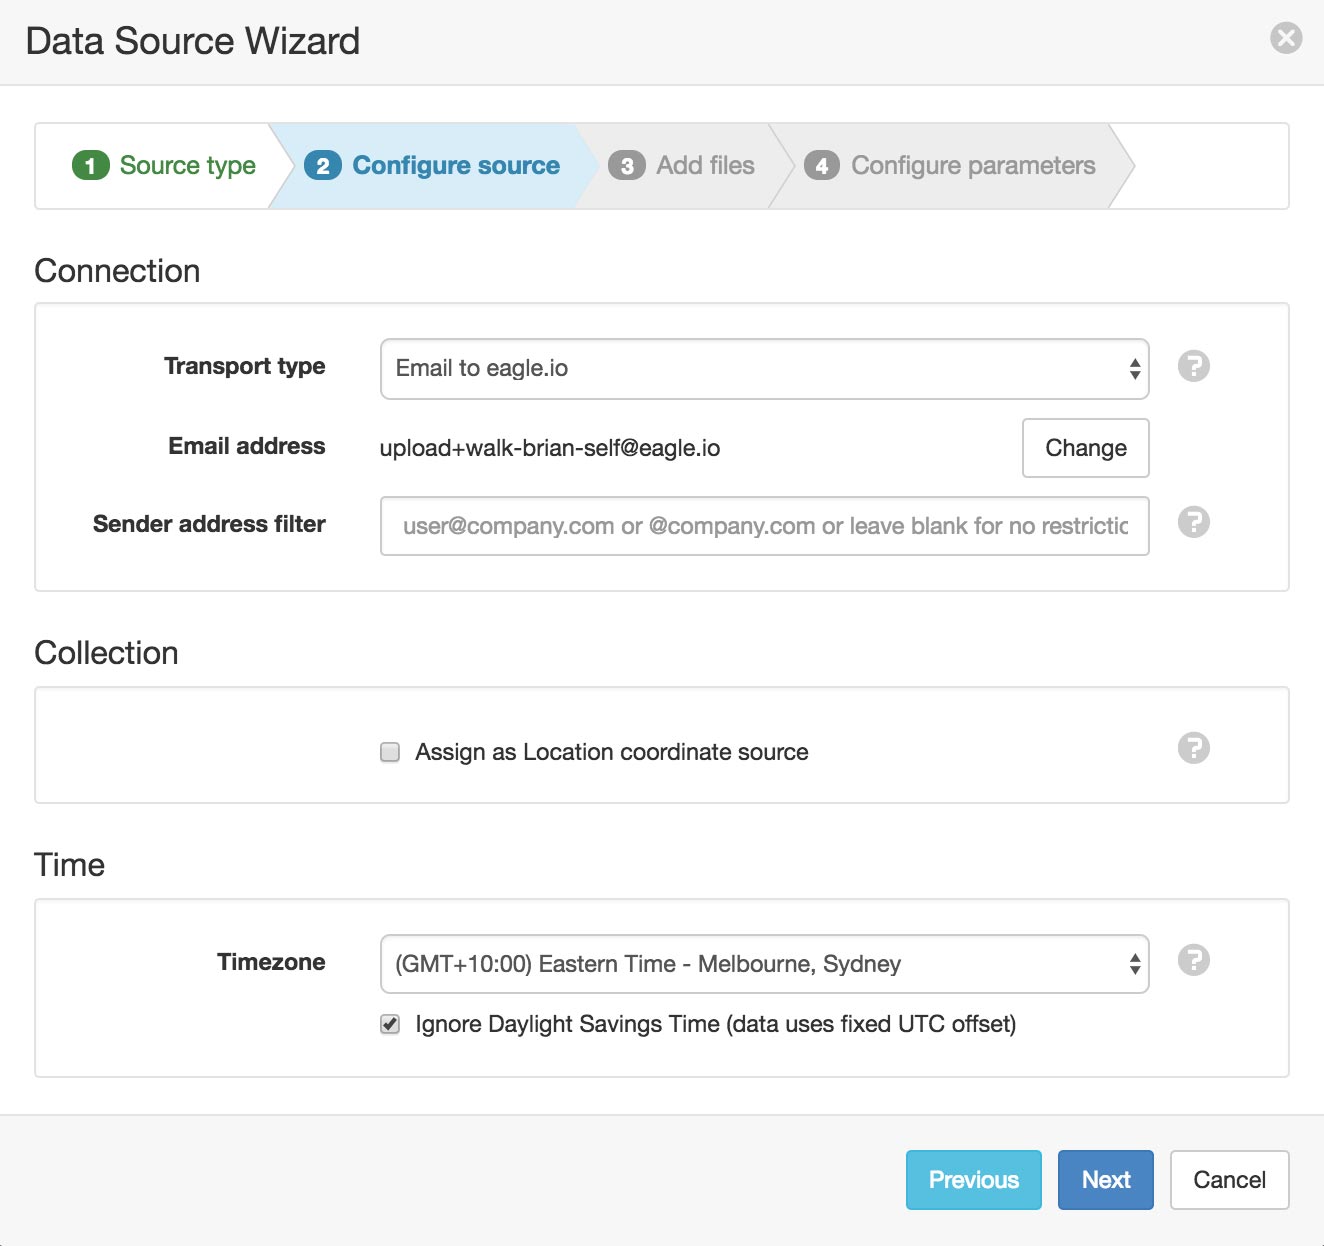 Data Source Wizard
1 Source type 2 Configure source 3 Add files 4 Configure parameters
Connection
Transport type Email to eagle.io ?
Email address upload+walk-brian-self@eagle.io Change
Sender address filter user@company.com or @company.com or leave blank for no restrictic ?
Collection
Assign as Location coordinate source ?
Time
Timezone (GMT+10:00) Eastern Time - Melbourne, Sydney ?
Ignore Daylight Savings Time (data uses fixed UTC offset)
Previous Next Cancel